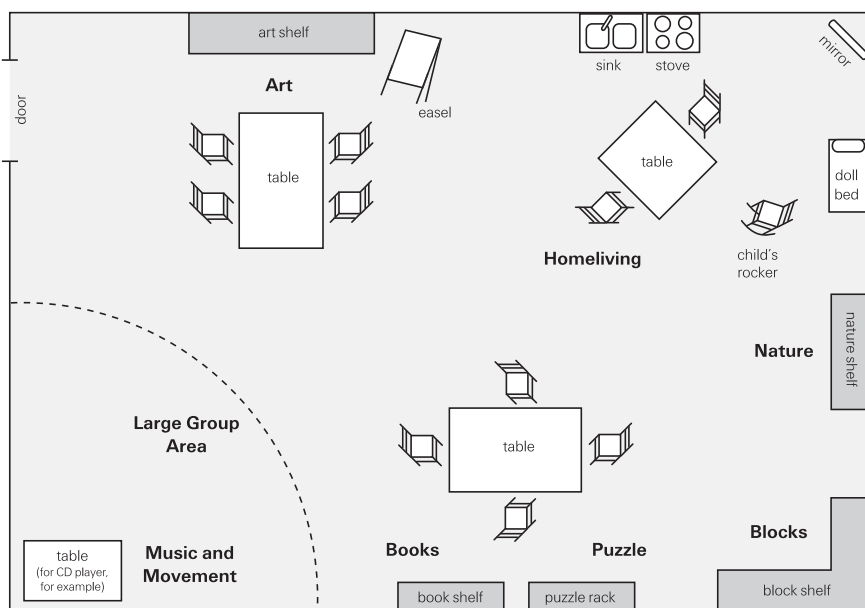 art shelf
sink
stove
mirror
Art
easel
door
table
table
doll
bed
Homeliving
child's
rocker
nature shelf
Nature
Large Group
Area
table
Books
Puzzle
Blocks
table
(for CD player,
for example)
Music and
Movement
book shelf
puzzle rack
block shelf